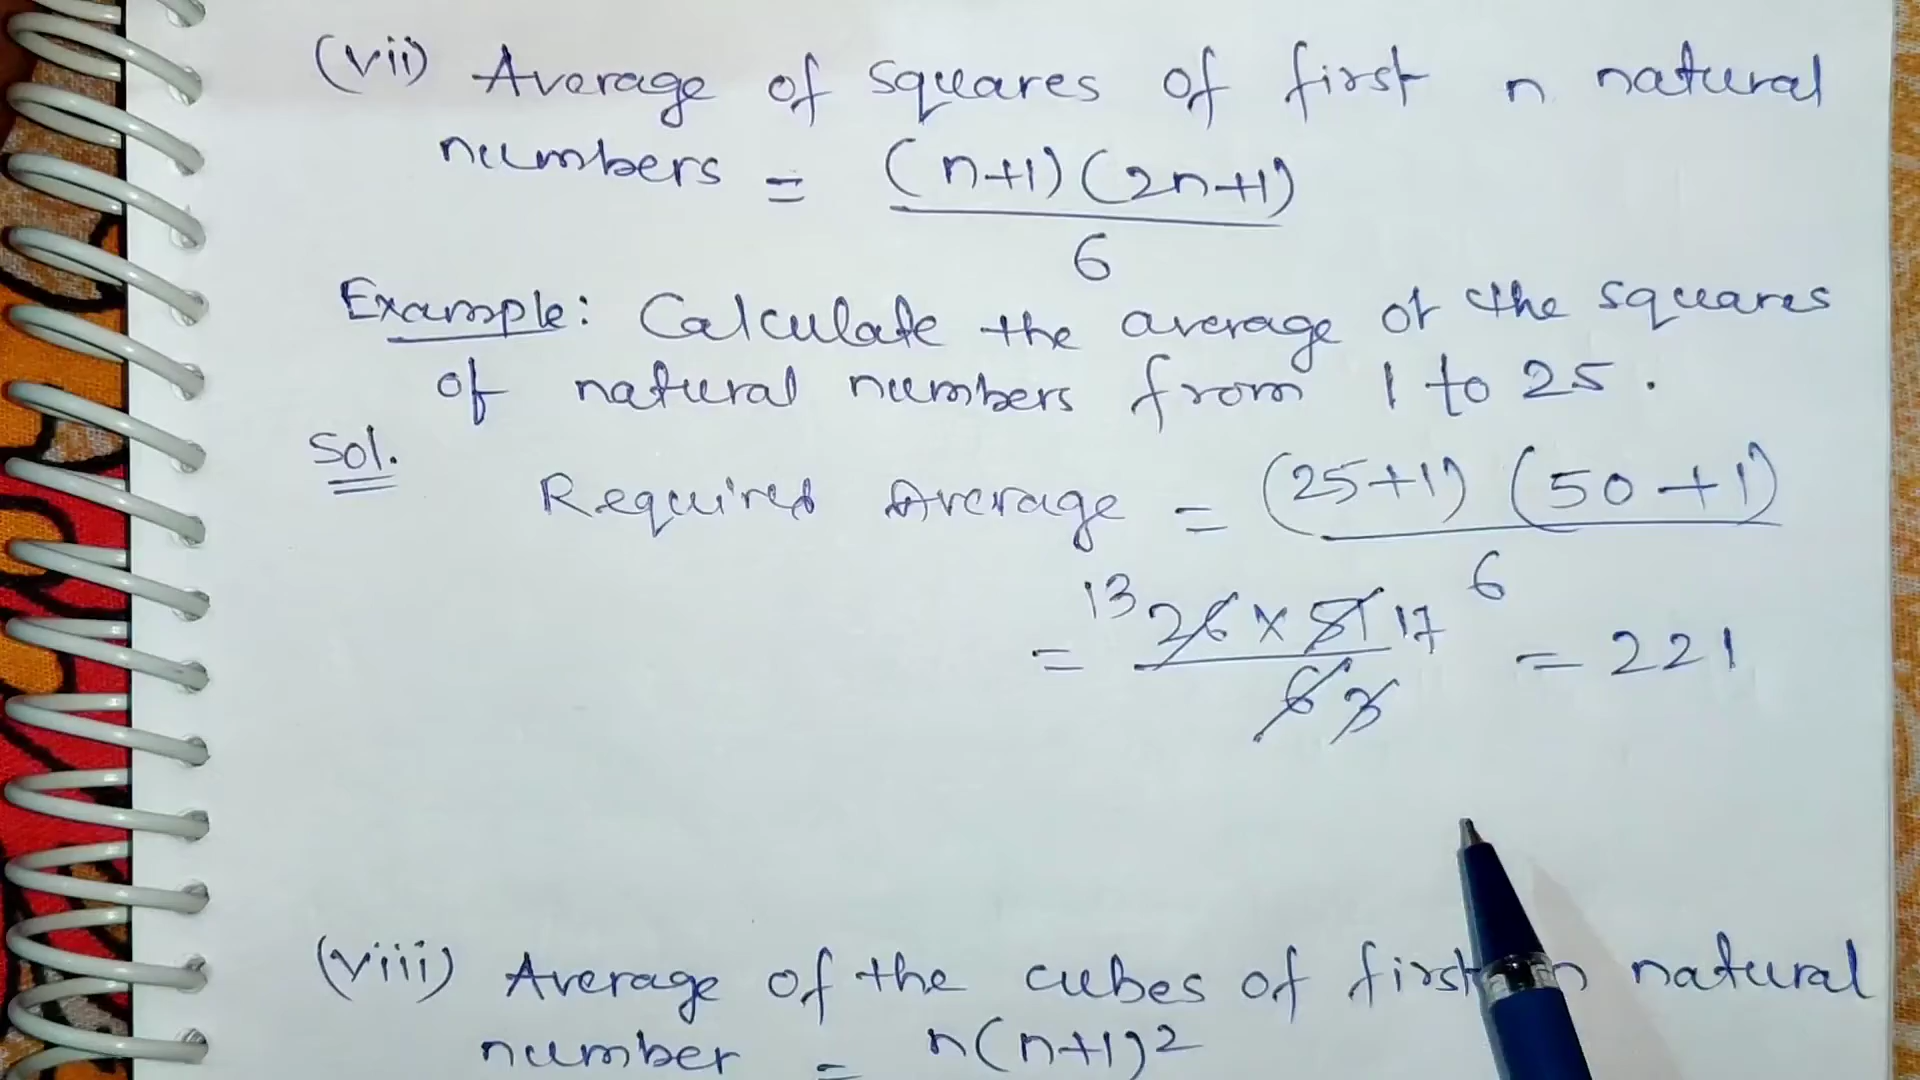 (vii) Average of squares of first n natural
numbers = (n+1)(2n+1)
6
Example: Calculate the average of the squares
of natural numbers from 1 to 25.
Sol.
Required Average = (25+1) (50+1)
6
= 13 26 x 51 17 = 221
6 3
(viii) Average of the cubes of first n natural
number = n(n+1)2